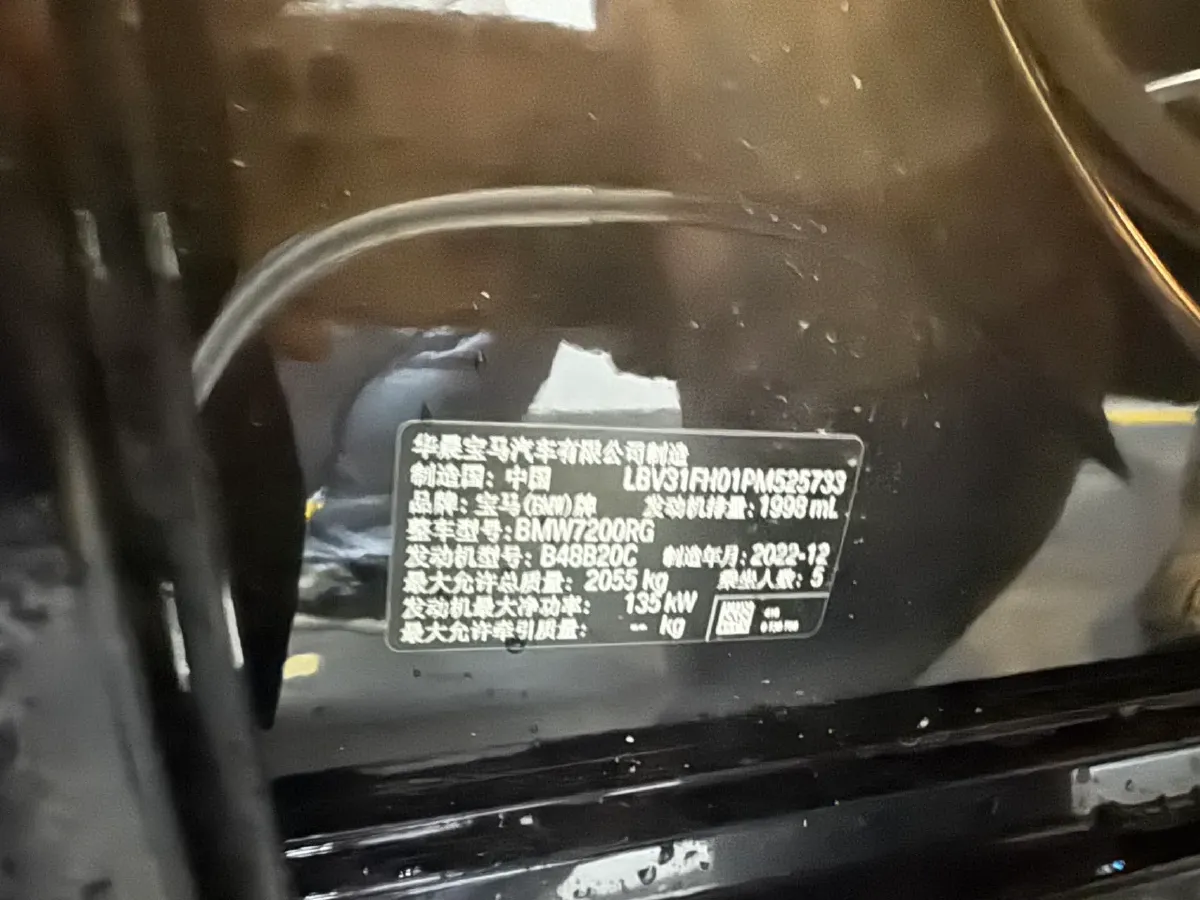 华晨宝马汽车有限公司制造
制造国: 中国 LBV31FH01PM525733
品牌: 宝马(BMW)牌 发动机排量: 1998 mL
整车型号: BMW7200RG
发动机型号: B48B20C 制造年月: 2022-12
最大允许总质量: 2055 kg 乘坐人数: 5
发动机最大净功率: 135 kW
最大允许牵引质量: -- kg